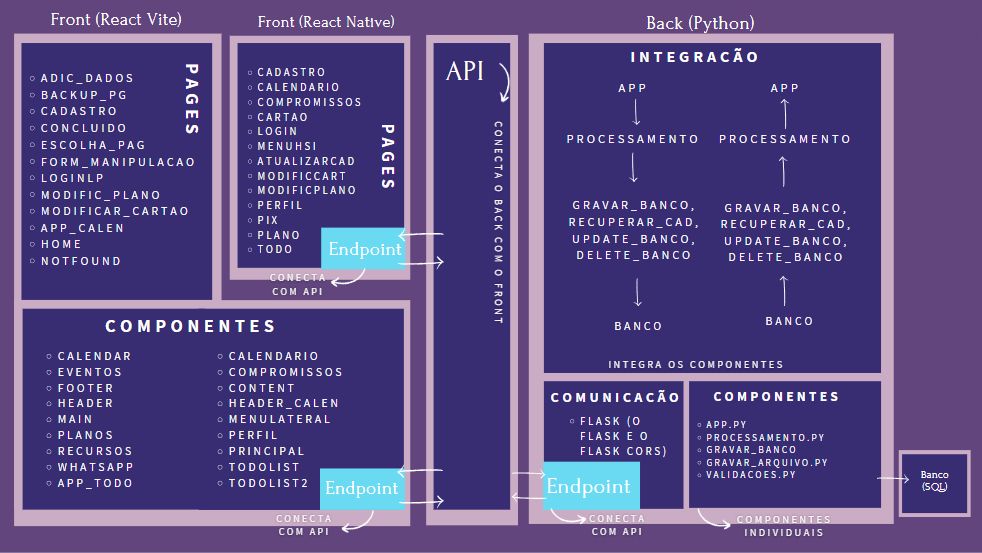 Front (React Vite)
PAGES
ADIC_DADOS
BACKUP_PG
CADASTRO
CONCLUIDO
ESCOLHA_PAG
FORM_MANIPULACAO
LOGINLP
MODIFIC_PLANO
MODIFICAR_CARTAO
APP_CALEN
HOME
NOTFOUND
Front (React Native)
PAGES
CADASTRO
CALENDARIO
COMPROMISSOS
CARTAO
LOGIN
MENUHSI
ATUALIZARCAD
MODIFICCART
MODIFICPLANO
PERFIL
PIX
PLANO
TODO
Endpoint
CONECTA
COM API
COMPONENTES
CALENDAR
EVENTOS
FOOTER
HEADER
MAIN
PLANOS
RECURSOS
WHATSAPP
APP_TODO
CALENDARIO
COMPROMISSOS
CONTENT
HEADER_CALEN
MENULATERAL
PERFIL
PRINCIPAL
TODOLIST
TODOLIST2
Endpoint
CONECTA
COM API
API
CONECTA O BACK COM O FRONT
Back (Python)
INTEGRAÇÃO
APP
PROCESSAMENTO
GRAVAR_BANCO,
RECUPERAR_CAD,
UPDATE_BANCO,
DELETE_BANCO
BANCO
APP
PROCESSAMENTO
GRAVAR_BANCO,
RECUPERAR_CAD,
UPDATE_BANCO,
DELETE_BANCO
BANCO
INTEGRA OS COMPONENTES
COMUNICAÇÃO
FLASK (O
FLASK E O
FLASK CORS)
Endpoint
CONECTA
COM API
COMPONENTES
APP.PY
PROCESSAMENTO.PY
GRAVAR_BANCO
GRAVAR_ARQUIVO.PY
VALIDACOES.PY
COMPONENTES
INDIVIDUAIS
Banco
(SQL)